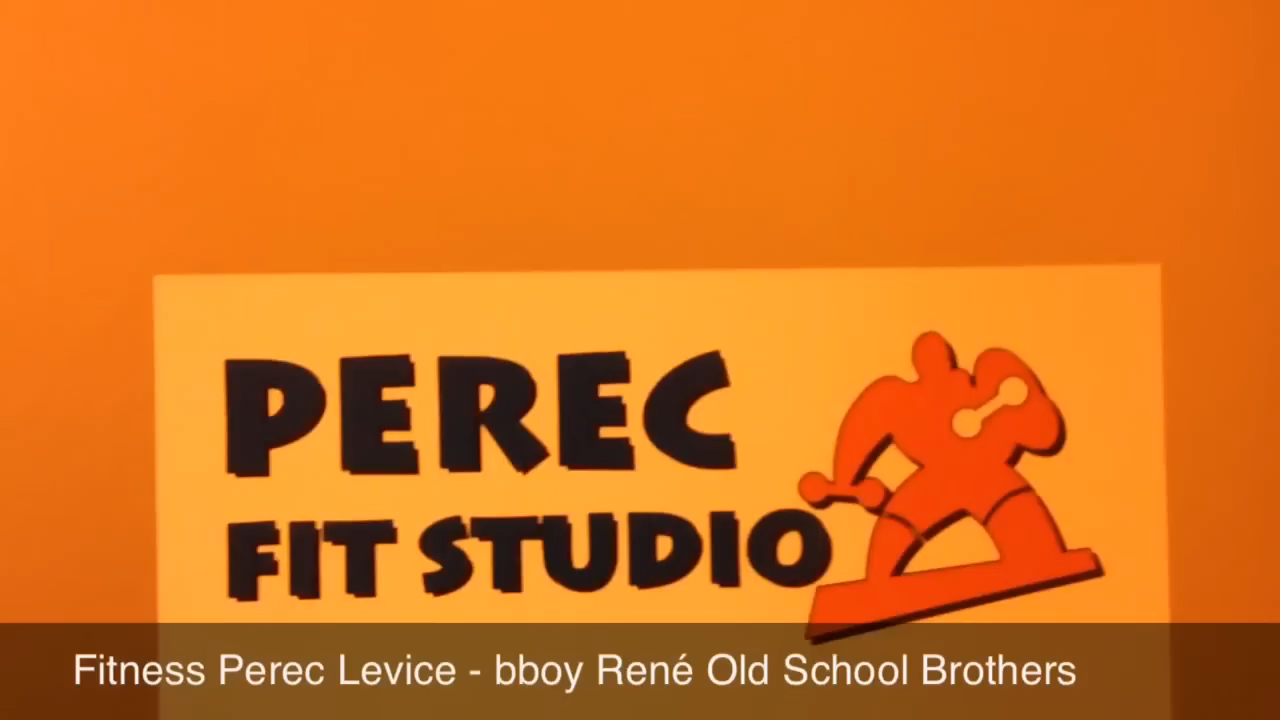 PEREC
FIT STUDIO
Fitness Perec Levice - bboy René Old School Brothers